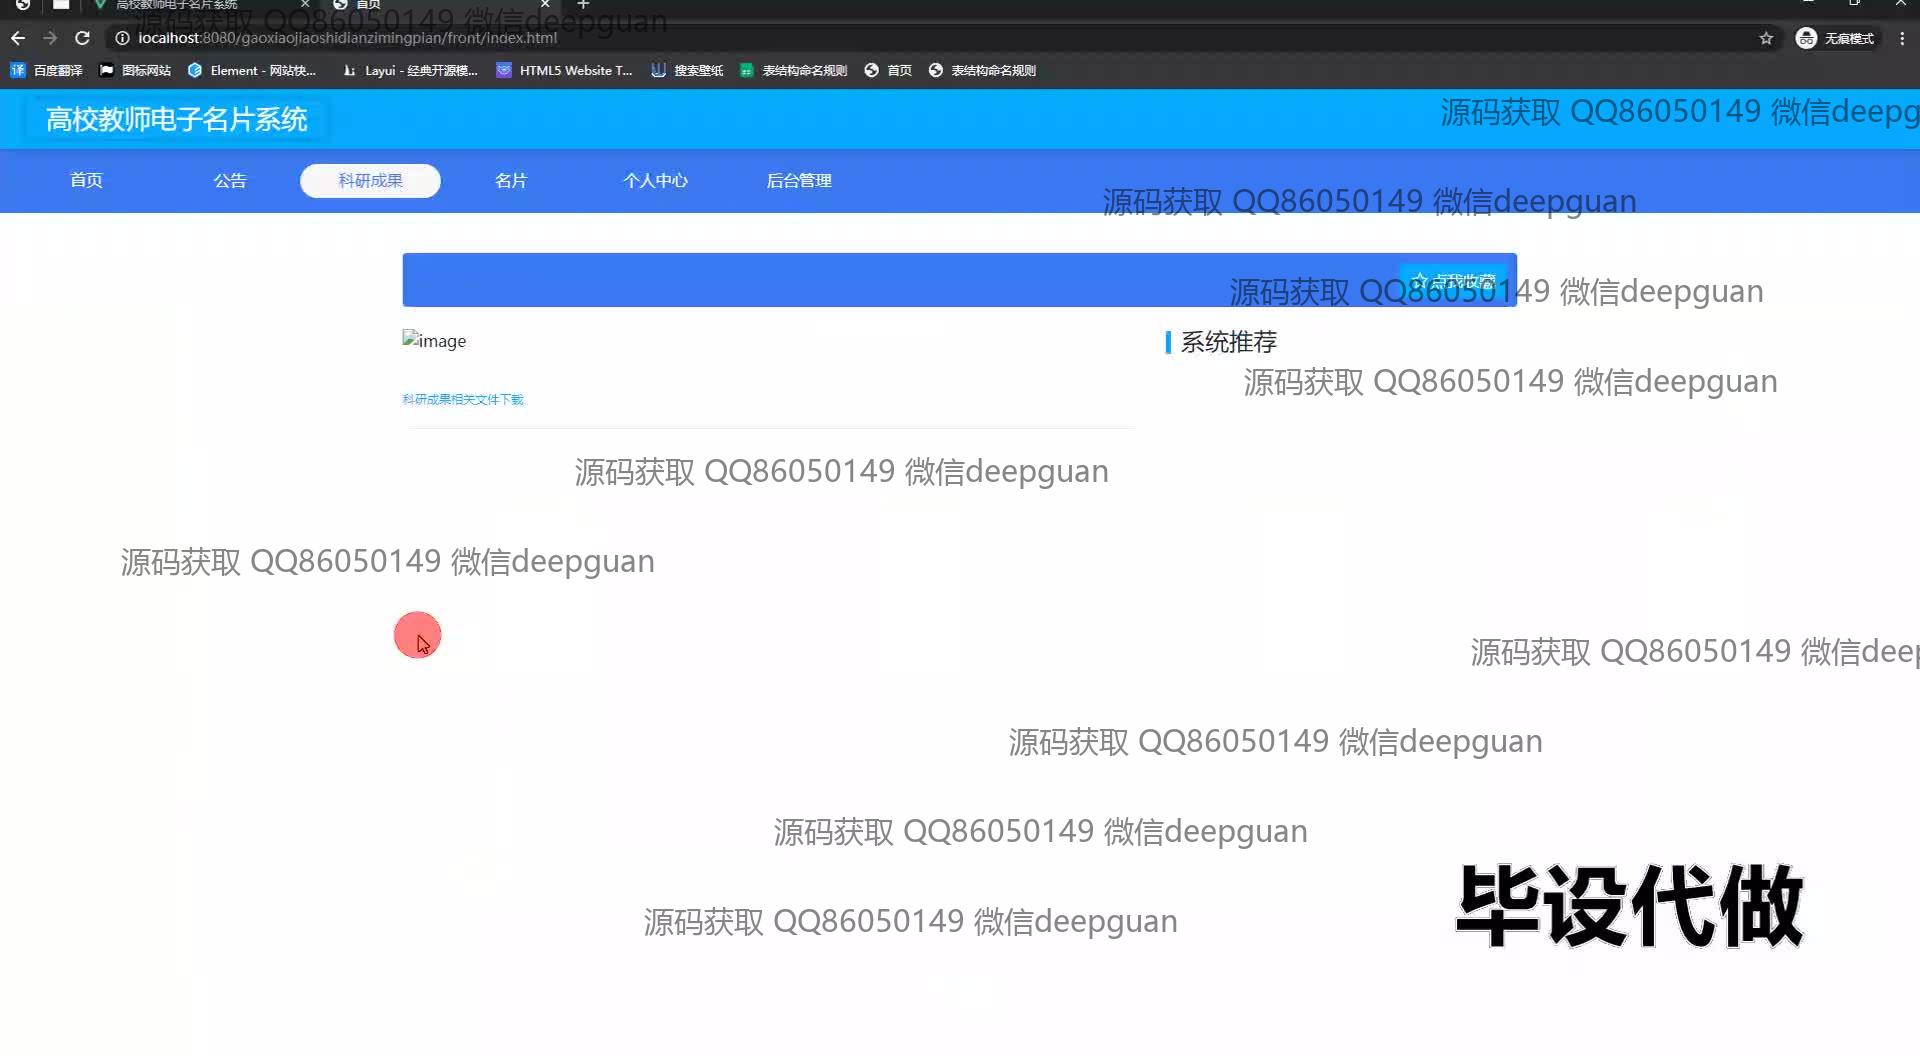 高校教师电子名片系统
首页
源码获取 QQ86050149 微信deepguan
localhost:8080/gaoxiaojiaoshidianzimingpian/front/index.html
无痕模式
百度翻译
图标网站
Element - 网站快...
Layui - 经典开源模...
HTML5 Website T...
搜索壁纸
表结构命名规则
首页
表结构命名规则
高校教师电子名片系统
源码获取 QQ86050149 微信deepg
首页
公告
科研成果
名片
个人中心
后台管理
源码获取 QQ86050149 微信deepguan
点我收藏
源码获取 QQ86050149 微信deepguan
image
系统推荐
源码获取 QQ86050149 微信deepguan
科研成果相关文件下载
源码获取 QQ86050149 微信deepguan
源码获取 QQ86050149 微信deepguan
源码获取 QQ86050149 微信deep
源码获取 QQ86050149 微信deepguan
源码获取 QQ86050149 微信deepguan
毕设代做
源码获取 QQ86050149 微信deepguan